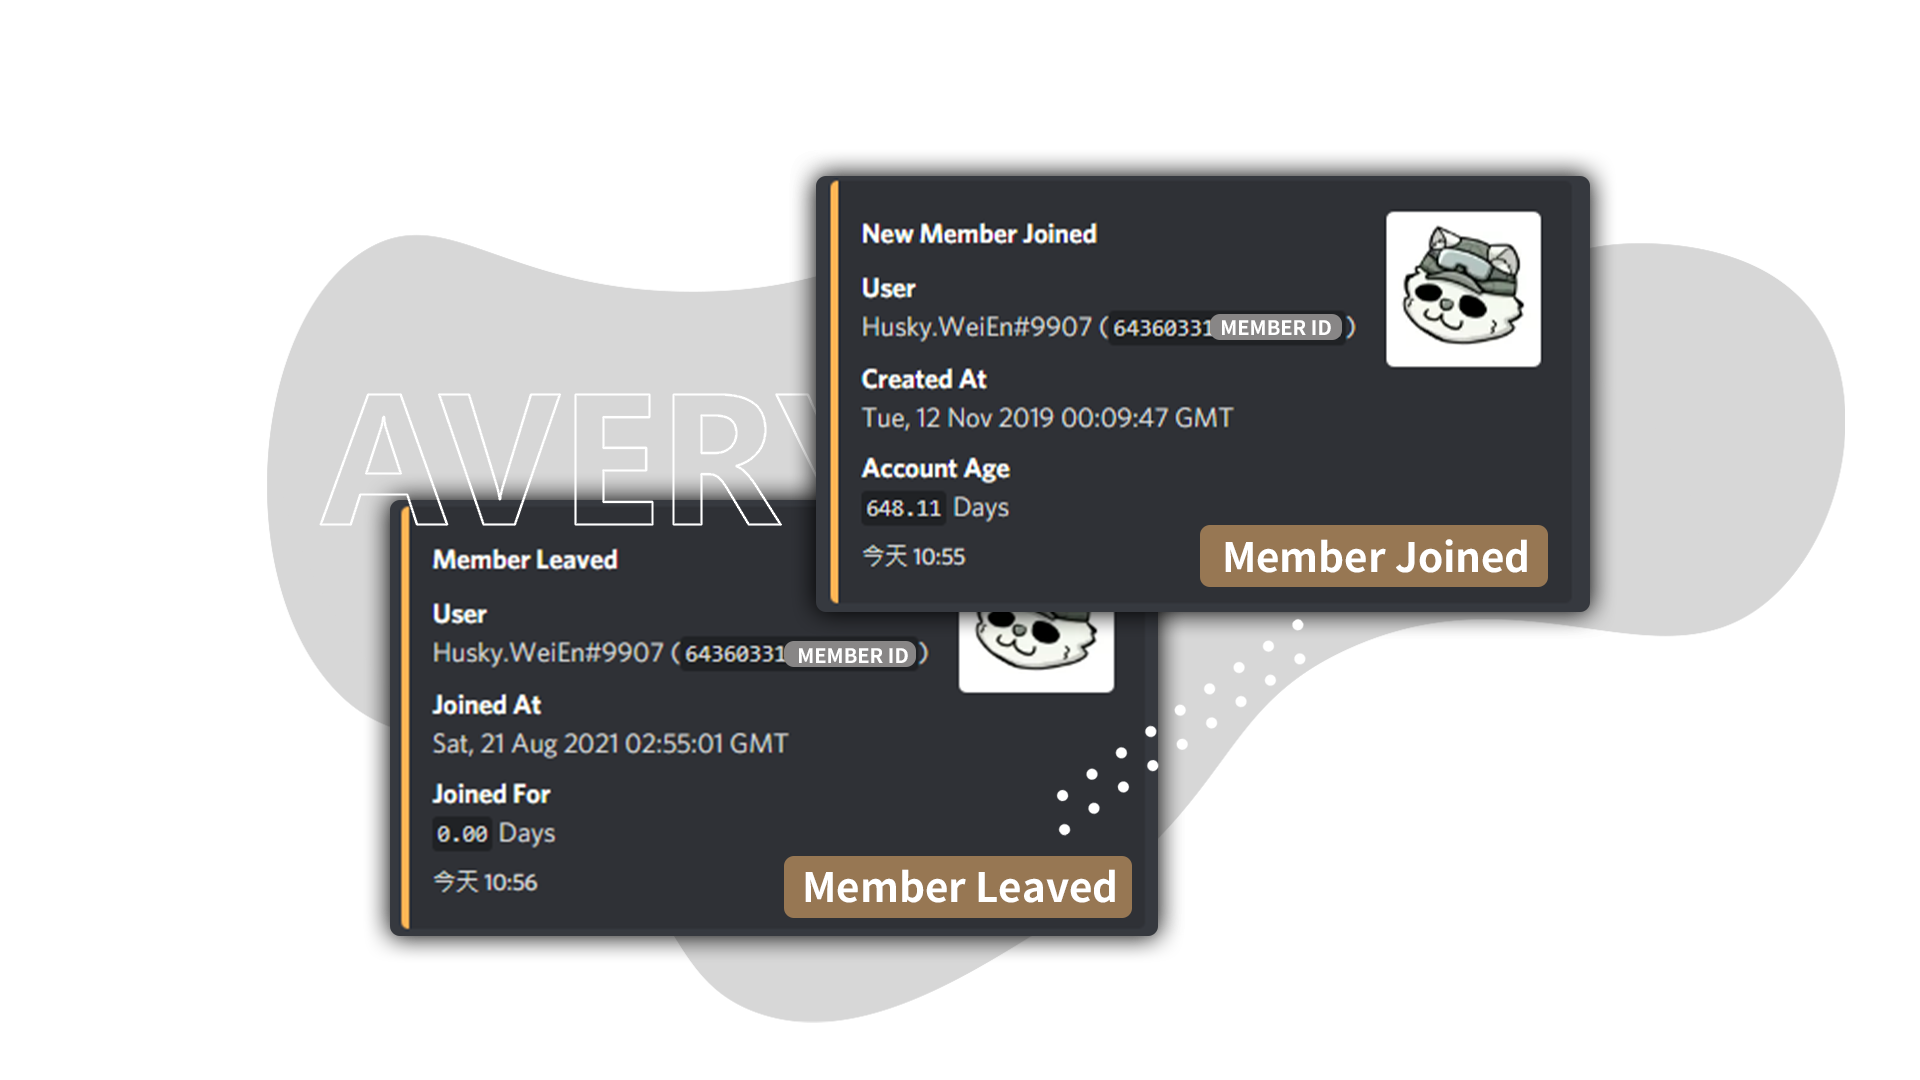 AVERY
New Member Joined
User
Husky.WeiEn#9907 (64360331 MEMBER ID )
Created At
Tue, 12 Nov 2019 00:09:47 GMT
Account Age
648.11 Days
今天 10:55
Member Joined
Member Leaved
User
Husky.WeiEn#9907 (64360331 MEMBER ID )
Joined At
Sat, 21 Aug 2021 02:55:01 GMT
Joined For
0.00 Days
今天 10:56
Member Leaved